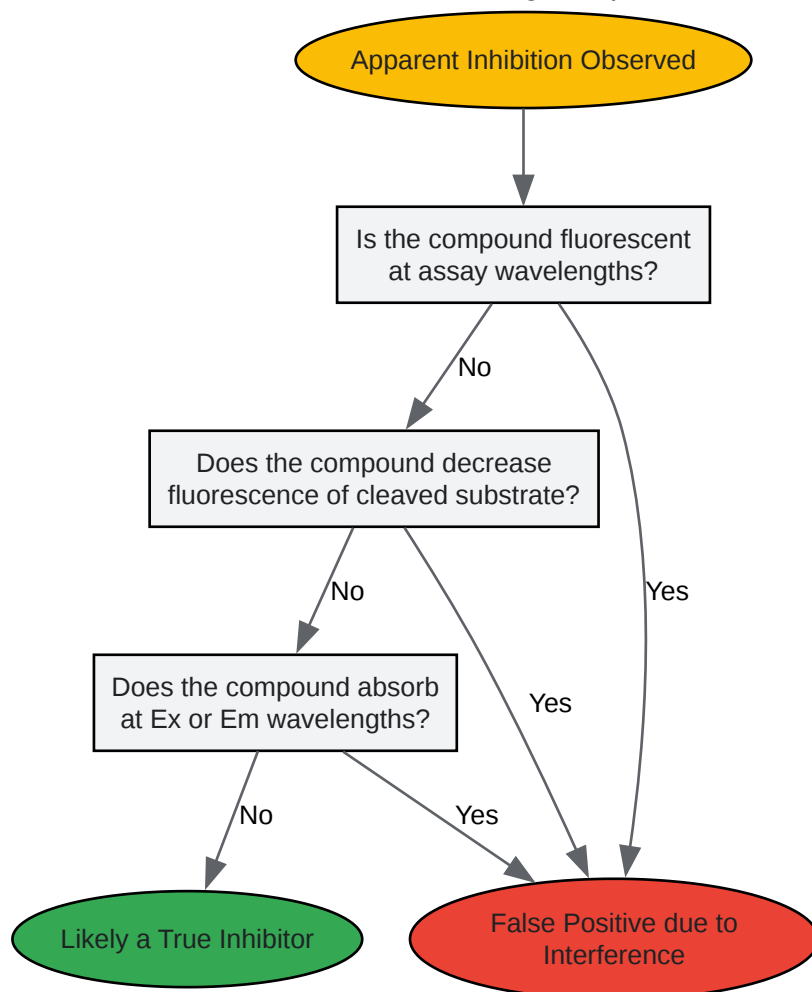 Apparent Inhibition Observed
Is the compound fluorescent
at assay wavelengths?
No
Does the compound decrease
fluorescence of cleaved substrate?
No
Yes
Does the compound absorb
at Ex or Em wavelengths?
Yes
No
Yes
Likely a True Inhibitor
False Positive due to
Interference